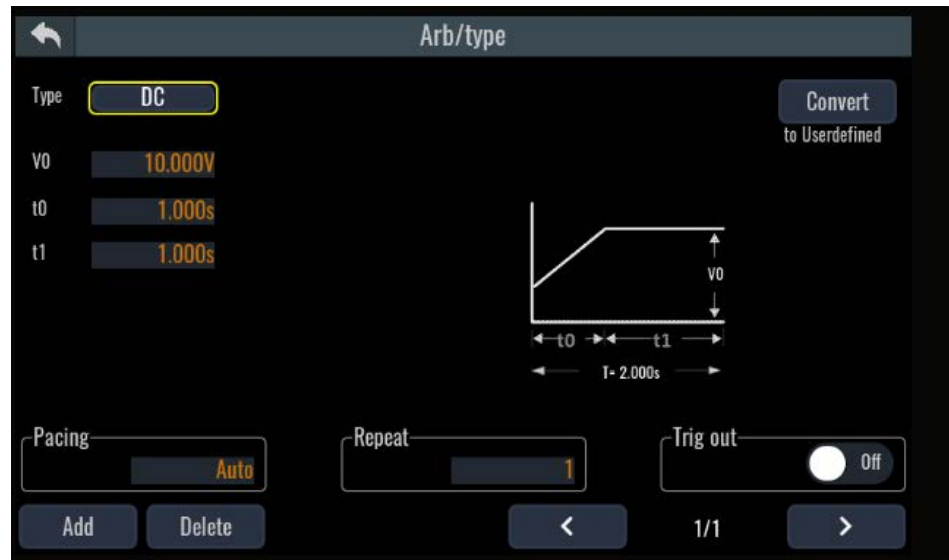 Arb/type
Type DC
Convert
to Userdefined
V0 10.000V
t0 1.000s
t1 1.000s
V0
t0 t1
T= 2.000s
Pacing Repeat Trig out
Auto 1 Off
Add Delete < 1/1 >